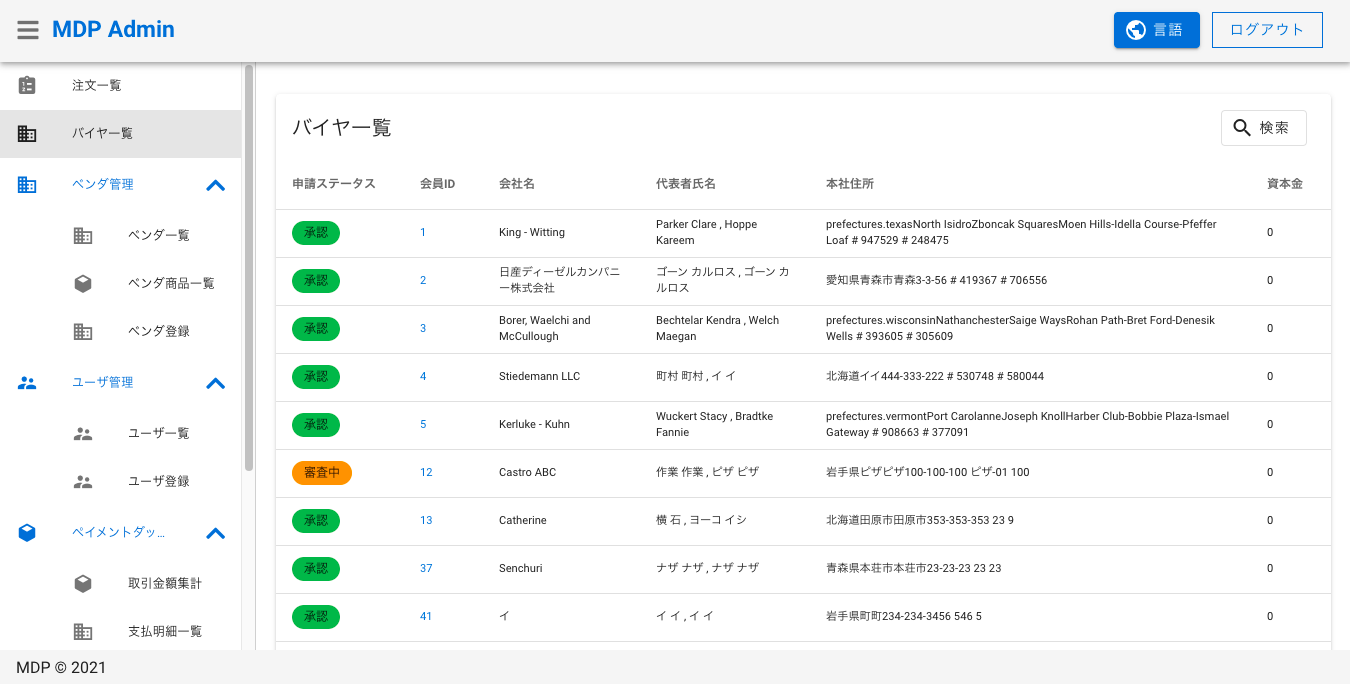 MDP Admin
言語
ログアウト
注文一覧
バイヤ一覧
ベンダ管理
ベンダ一覧
ベンダ商品一覧
ベンダ登録
ユーザ管理
ユーザ一覧
ユーザ登録
ペイメントダッ...
取引金額集計
支払明細一覧
バイヤ一覧
検索
申請ステータス 会員ID 会社名 代表者氏名 本社住所 資本金
承認 1 King - Witting Parker Clare , Hoppe Kareem prefectures.texasNorth IsidroZboncak SquaresMoen Hills-Idella Course-Pfeffer Loaf # 947529 # 248475 0
承認 2 日産ディーゼルカンパニー株式会社 ゴーン カルロス , ゴーン カルロス 愛知県青森市青森3-3-56 # 419367 # 706556 0
承認 3 Borer, Waelchi and McCullough Bechtelar Kendra , Welch Maegan prefectures.wisconsinNathanchesterSaige WaysRohan Path-Bret Ford-Denesik Wells # 393605 # 305609 0
承認 4 Stiedemann LLC 町村 町村 , イ イ 北海道イイ444-333-222 # 530748 # 580044 0
承認 5 Kerluke - Kuhn Wuckert Stacy , Bradtke Fannie prefectures.vermontPort CarolanneJoseph KnollHarber Club-Bobbie Plaza-Ismael Gateway # 908663 # 377091 0
審査中 12 Castro ABC 作業 作業 , ピザ ピザ 岩手県ピザピザ100-100-100 ピザ-01 100 0
承認 13 Catherine 横 石 , ヨーコ イシ 北海道田原市田原市353-353-353 23 9 0
承認 37 Senchuri ナザ ナザ , ナザ ナザ 青森県本荘市本荘市23-23-23 23 23 0
承認 41 イ イ イ , イ イ 岩手県町町234-234-3456 546 5 0
MDP © 2021